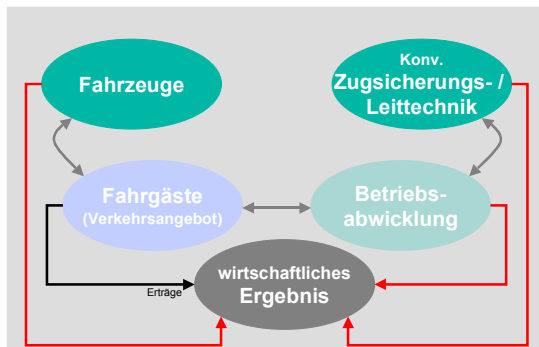 Fahrzeuge
Konv.
Zugsicherungs- /
Leittechnik
Fahrgäste
(Verkehrsangebot)
Betriebs-
abwicklung
wirtschaftliches
Ergebnis
Erträge